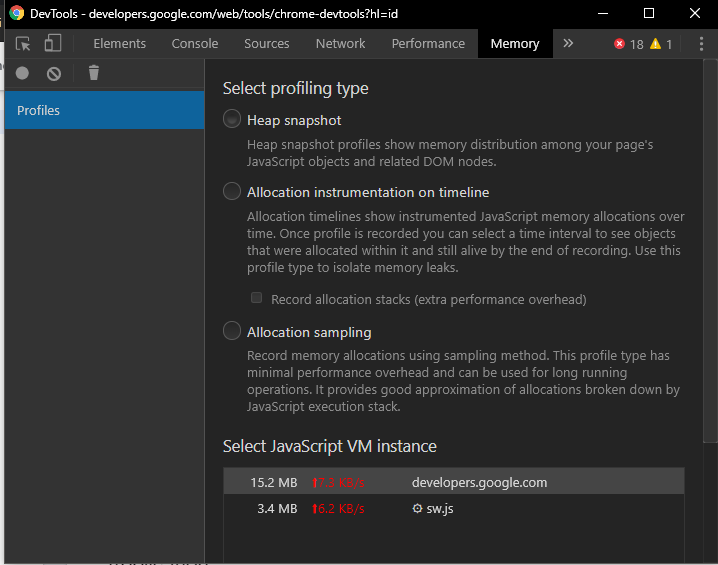 DevTools - developers.google.com/web/tools/chrome-devtools?hl=id
Elements Console Sources Network Performance Memory » 18 1
Profiles
Select profiling type
Heap snapshot
Heap snapshot profiles show memory distribution among your page's
JavaScript objects and related DOM nodes.
Allocation instrumentation on timeline
Allocation timelines show instrumented JavaScript memory allocations over
time. Once profile is recorded you can select a time interval to see objects
that were allocated within it and still alive by the end of recording. Use this
profile type to isolate memory leaks.
Record allocation stacks (extra performance overhead)
Allocation sampling
Record memory allocations using sampling method. This profile type has
minimal performance overhead and can be used for long running
operations. It provides good approximation of allocations broken down by
JavaScript execution stack.
Select JavaScript VM instance
15.2 MB KB/s developers.google.com
3.4 MB ↑6.2 KB/s sw.js